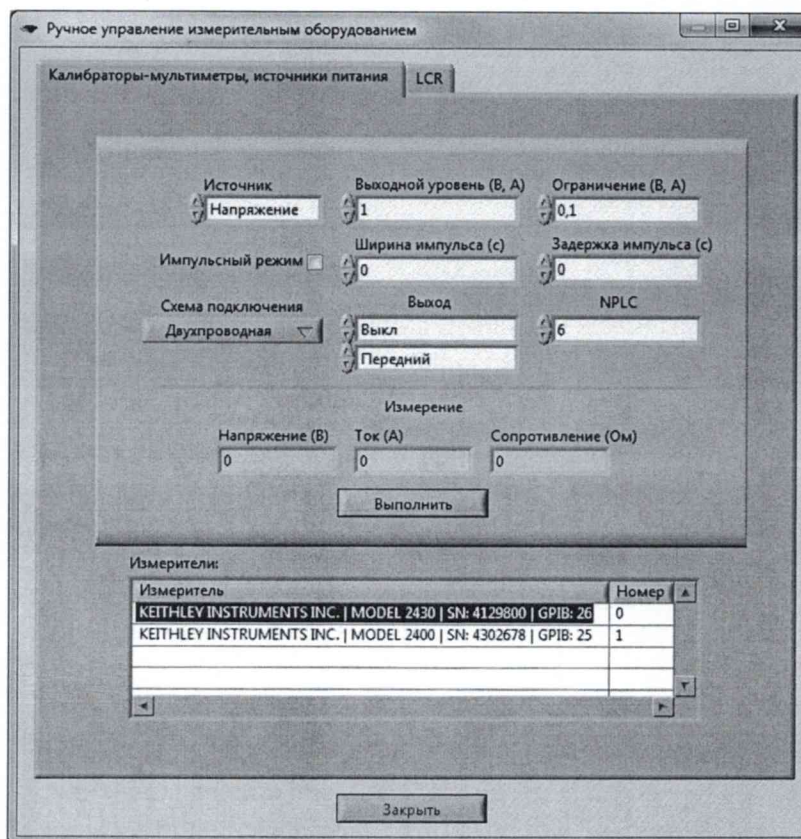 Ручное управление измерительным оборудованием
Калибраторы-мультиметры, источники питания
LCR
Источник
Выходной уровень (В, А)
Ограничение (В, А)
Напряжение
1
0,1
Импульсный режим
Ширина импульса (с)
Задержка импульса (с)
0
0
Схема подключения
Выход
NPLC
Двухпроводная
Выкл
6
Передний
Измерение
Напряжение (В)
Ток (А)
Сопротивление (Ом)
0
0
0
Выполнить
Измерители:
Измеритель
Номер
KEITHLEY INSTRUMENTS INC. | MODEL 2430 | SN: 4129800 | GPIB: 26
0
KEITHLEY INSTRUMENTS INC. | MODEL 2400 | SN: 4302678 | GPIB: 25
1
Закрыть